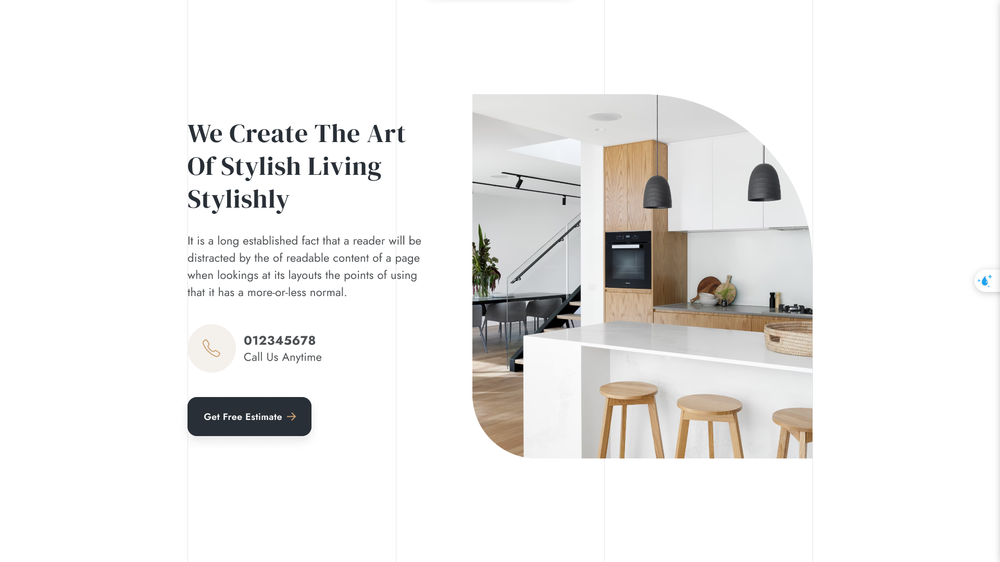 We Create The Art
Of Stylish Living
Stylishly
It is a long established fact that a reader will be
distracted by the of readable content of a page
when lookings at its layouts the points of using
that it has a more-or-less normal.
012345678
Call Us Anytime
Get Free Estimate